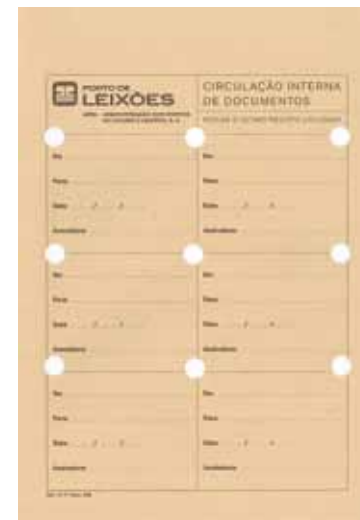 PORTO DE
LEIXÕES
CIRCULAÇÃO INTERNA
DE DOCUMENTOS
De:
De:
Para:
Para:
Data: / /
Data: / /
Assinatura:
Assinatura:
De:
De:
Para:
Para:
Data: / /
Data: / /
Assinatura:
Assinatura:
De:
De:
Para:
Para:
Data: / /
Data: / /
Assinatura:
Assinatura: